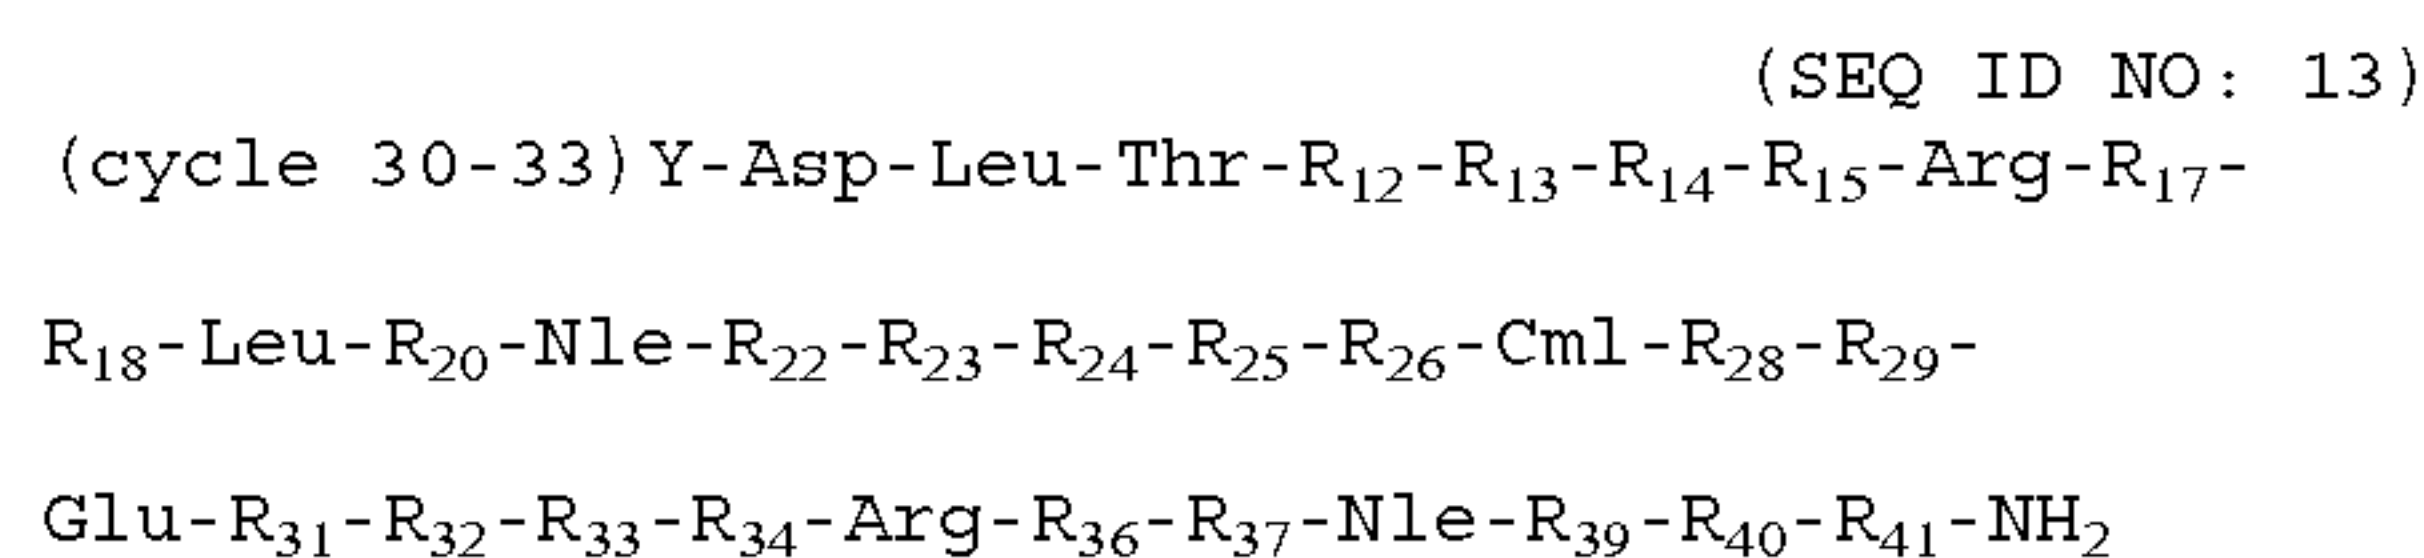 (SEQ ID NO: 13)
(cycle 30-33)Y-Asp-Leu-Thr-R₁₂-R₁₃-R₁₄-R₁₅-Arg-R₁₇-
R₁₈-Leu-R₂₀-Nle-R₂₂-R₂₃-R₂₄-R₂₅-R₂₆-Cml-R₂₈-R₂₉-
Glu-R₃₁-R₃₂-R₃₃-R₃₄-Arg-R₃₆-R₃₇-Nle-R₃₉-R₄₀-R₄₁-NH₂